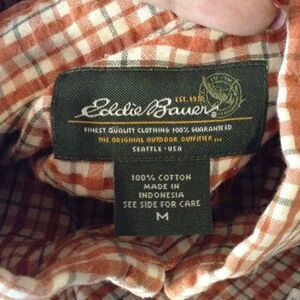 EST. 1920
Eddie Bauer®
FINEST QUALITY CLOTHING 100% GUARANTEED
THE ORIGINAL OUTDOOR OUTFITTER
SEATTLE · USA
100% COTTON
MADE IN
INDONESIA
SEE SIDE FOR CARE
M